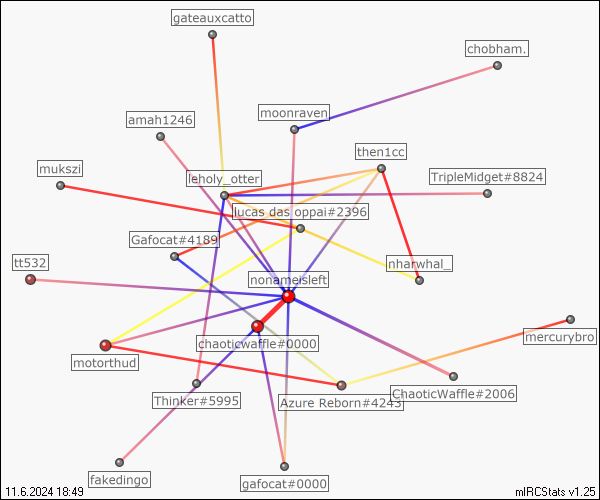 gateauxcatto
chobham.
moonraven
amah1246
then1cc
mukszi
leholy_otter
TripleMidget#8824
lucas das oppai#2396
Gafocat#4189
tt532
nharwhal_
nonameisleft
chaoticwaffle#0000
mercurybro
motorthud
ChaoticWaffle#2006
Thinker#5995
Azure Reborn#4243
fakedingo
gafocat#0000
11.6.2024 18:49
mIRCStats v1.25